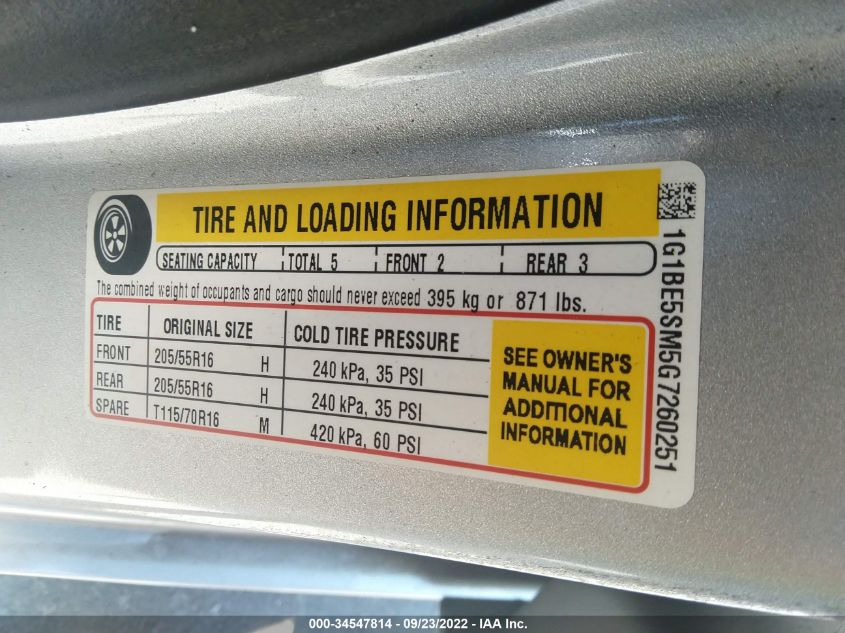 TIRE AND LOADING INFORMATION
SEATING CAPACITY TOTAL 5 FRONT 2 REAR 3
The combined weight of occupants and cargo should never exceed 395 kg or 871 lbs.
TIRE ORIGINAL SIZE COLD TIRE PRESSURE
FRONT 205/55R16 H 240 kPa, 35 PSI
REAR 205/55R16 H 240 kPa, 35 PSI
SPARE T115/70R16 M 420 kPa, 60 PSI
SEE OWNER'S
MANUAL FOR
ADDITIONAL
INFORMATION
1G1BE5SM5G7260251
000-34547814 - 09/23/2022 - IAA Inc.